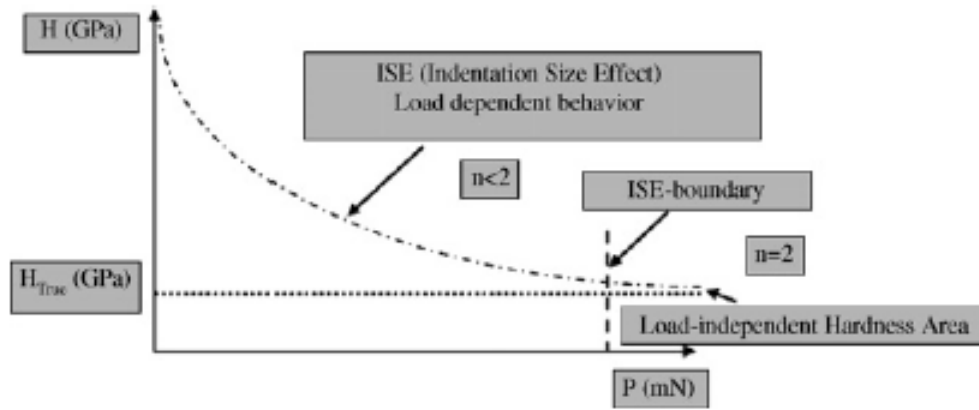 H (GPa)
ISE (Indentation Size Effect)
Load dependent behavior
n<2
ISE-boundary
n=2
H_True (GPa)
Load-independent Hardness Area
P (mN)